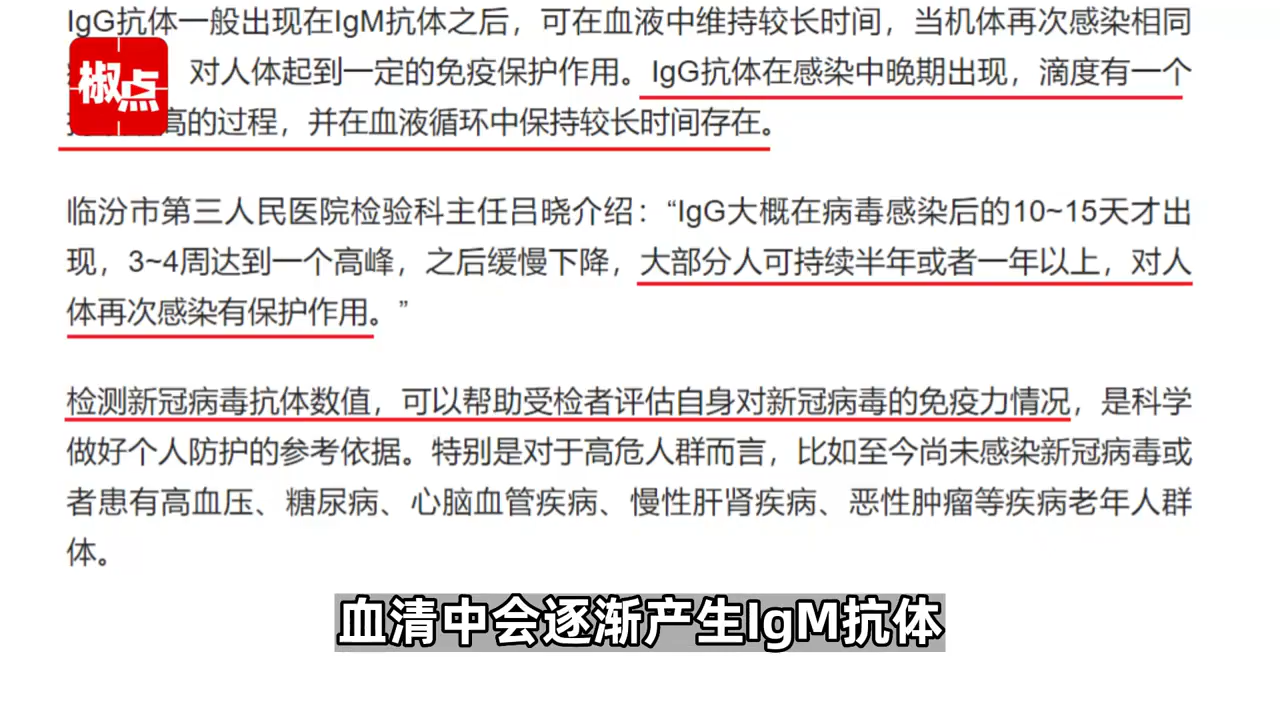 IgG抗体一般出现在IgM抗体之后，可在血液中维持较长时间，当机体再次感染相同
对人体起到一定的免疫保护作用。IgG抗体在感染中晚期出现，滴度有一个
椒点
高的过程，并在血液循环中保持较长时间存在。
临汾市第三人民医院检验科主任吕晓介绍：“IgG大概在病毒感染后的10~15天才出
现，3~4周达到一个高峰，之后缓慢下降，大部分人可持续半年或者一年以上，对人
体再次感染有保护作用。”
检测新冠病毒抗体数值，可以帮助受检者评估自身对新冠病毒的免疫力情况，是科学
做好个人防护的参考依据。特别是对于高危人群而言，比如至今尚未感染新冠病毒或
者患有高血压、糖尿病、心脑血管疾病、慢性肝肾疾病、恶性肿瘤等疾病老年人群
体。
血清中会逐渐产生IgM抗体